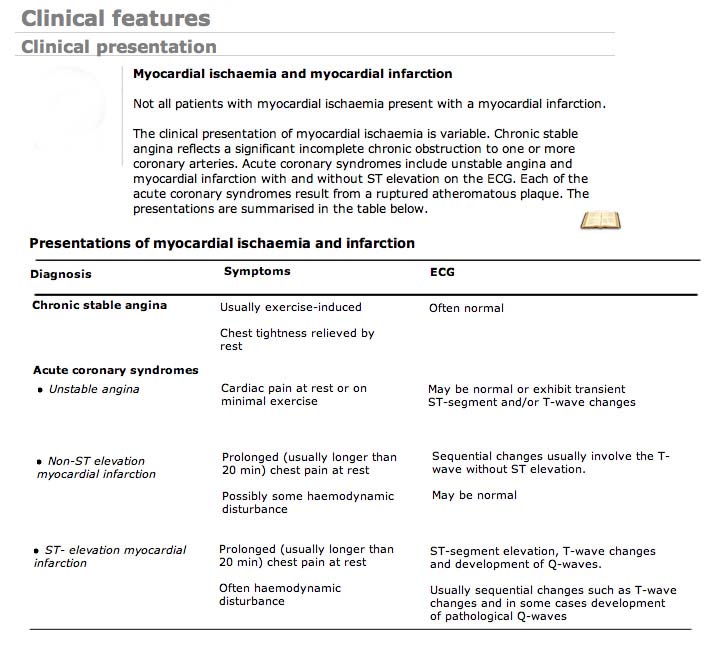 Clinical features
Clinical presentation
Myocardial ischaemia and myocardial infarction
Not all patients with myocardial ischaemia present with a myocardial infarction.
The clinical presentation of myocardial ischaemia is variable. Chronic stable
angina reflects a significant incomplete chronic obstruction to one or more
coronary arteries. Acute coronary syndromes include unstable angina and
myocardial infarction with and without ST elevation on the ECG. Each of the
acute coronary syndromes result from a ruptured atheromatous plaque. The
presentations are summarised in the table below.
Presentations of myocardial ischaemia and infarction
Diagnosis Symptoms ECG
Chronic stable angina Usually exercise-induced Often normal
Chest tightness relieved by
rest
Acute coronary syndromes
• Unstable angina Cardiac pain at rest or on May be normal or exhibit transient
minimal exercise ST-segment and/or T-wave changes
• Non-ST elevation Prolonged (usually longer than Sequential changes usually involve the T-
myocardial infarction 20 min) chest pain at rest wave without ST elevation.
Possibly some haemodynamic May be normal
disturbance
• ST- elevation myocardial Prolonged (usually longer than ST-segment elevation, T-wave changes
infarction 20 min) chest pain at rest and development of Q-waves.
Often haemodynamic Usually sequential changes such as T-wave
disturbance changes and in some cases development
of pathological Q-waves